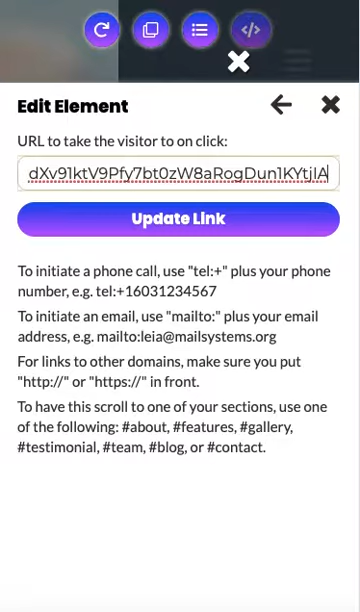 Edit Element
URL to take the visitor to on click:
dXv91ktV9Pfy7bt0zW8aRogDun1KYtjIA
Update Link
To initiate a phone call, use "tel:+" plus your phone
number, e.g. tel:+16031234567
To initiate an email, use "mailto:" plus your email
address, e.g. mailto:leia@mailsystems.org
For links to other domains, make sure you put
"http://" or "https://" in front.
To have this scroll to one of your sections, use one
of the following: #about, #features, #gallery,
#testimonial, #team, #blog, or #contact.